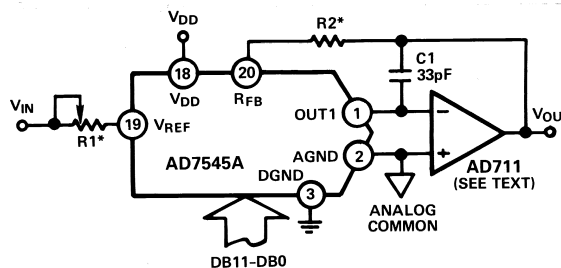 VDD
R2*
C1
33pF
18
20
VDD
RFB
VIN
R1*
19
VREF
OUT1
1
−
VOU
AD7545A
AGND
2
+
AD711
(SEE TEXT)
DGND
3
ANALOG
COMMON
DB11–DB0